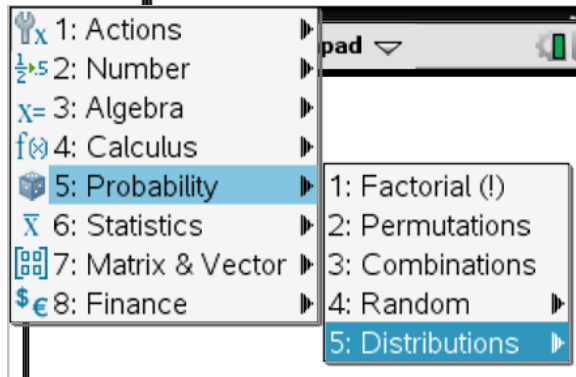 1: Actions
pad
2: Number
3: Algebra
4: Calculus
5: Probability
6: Statistics
7: Matrix & Vector
8: Finance
1: Factorial (!)
2: Permutations
3: Combinations
4: Random
5: Distributions